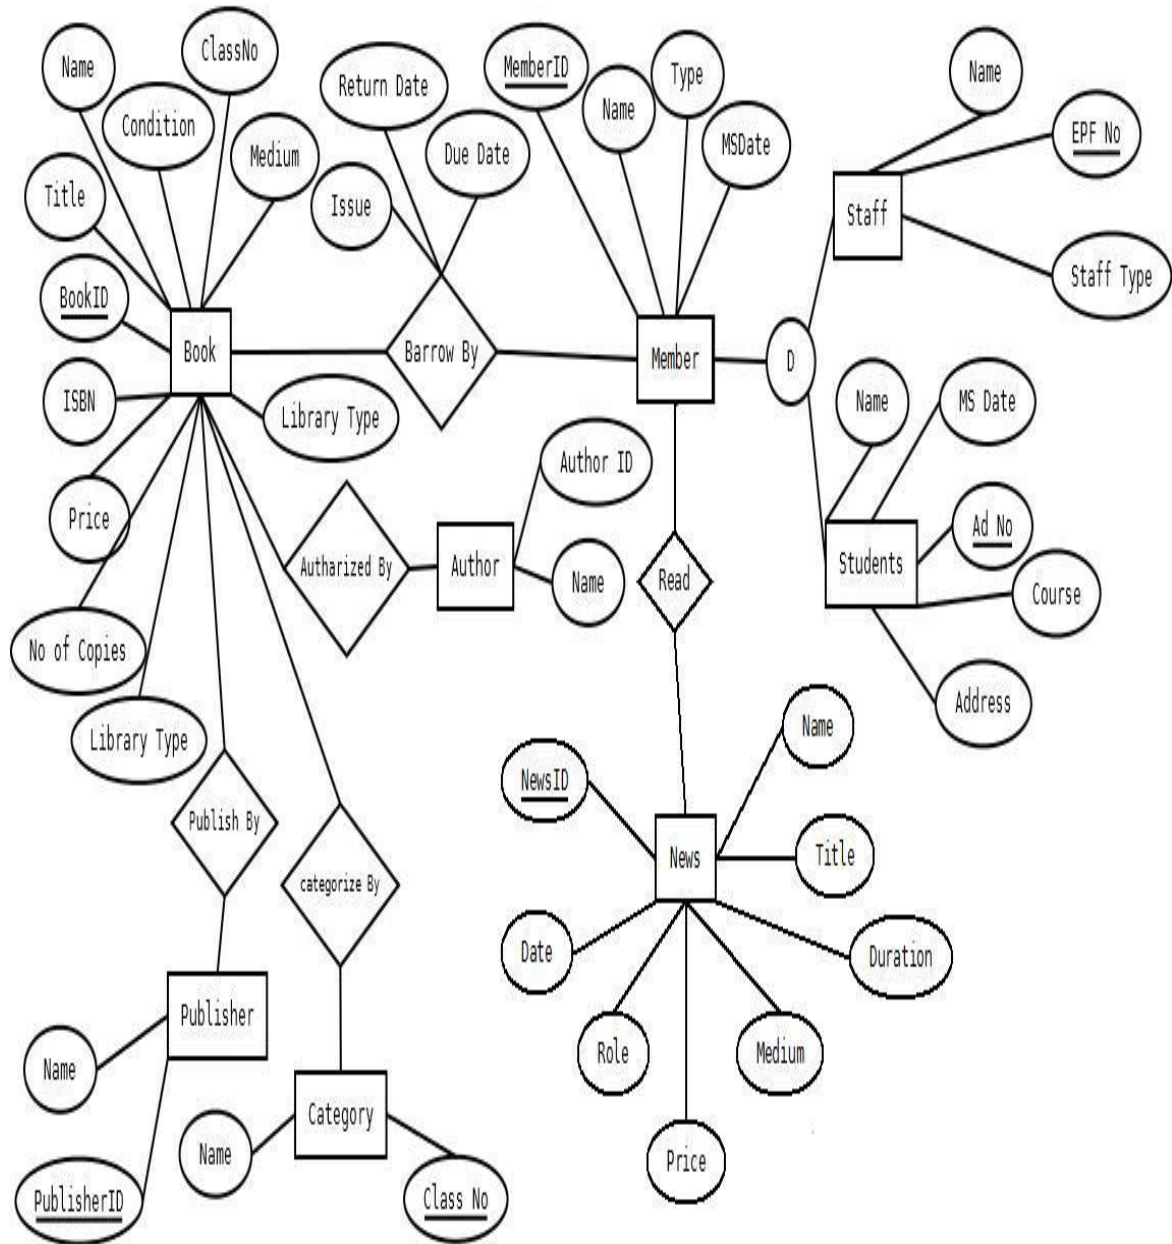 ClassNo
Name
Condition
Medium
Title
BookID
Book
ISBN
Library Type
Price
No of Copies
Library Type
Return Date
Due Date
Issue
Barrow By
MemberID
Name
Type
MSDate
Member
D
Name
EPF No
Staff
Staff Type
Name
MS Date
Ad No
Students
Course
Address
Autharized By
Author
Author ID
Name
Read
Publish By
categorize By
Publisher
Name
PublisherID
Category
Name
Class No
NewsID
Name
News
Title
Date
Duration
Role
Medium
Price